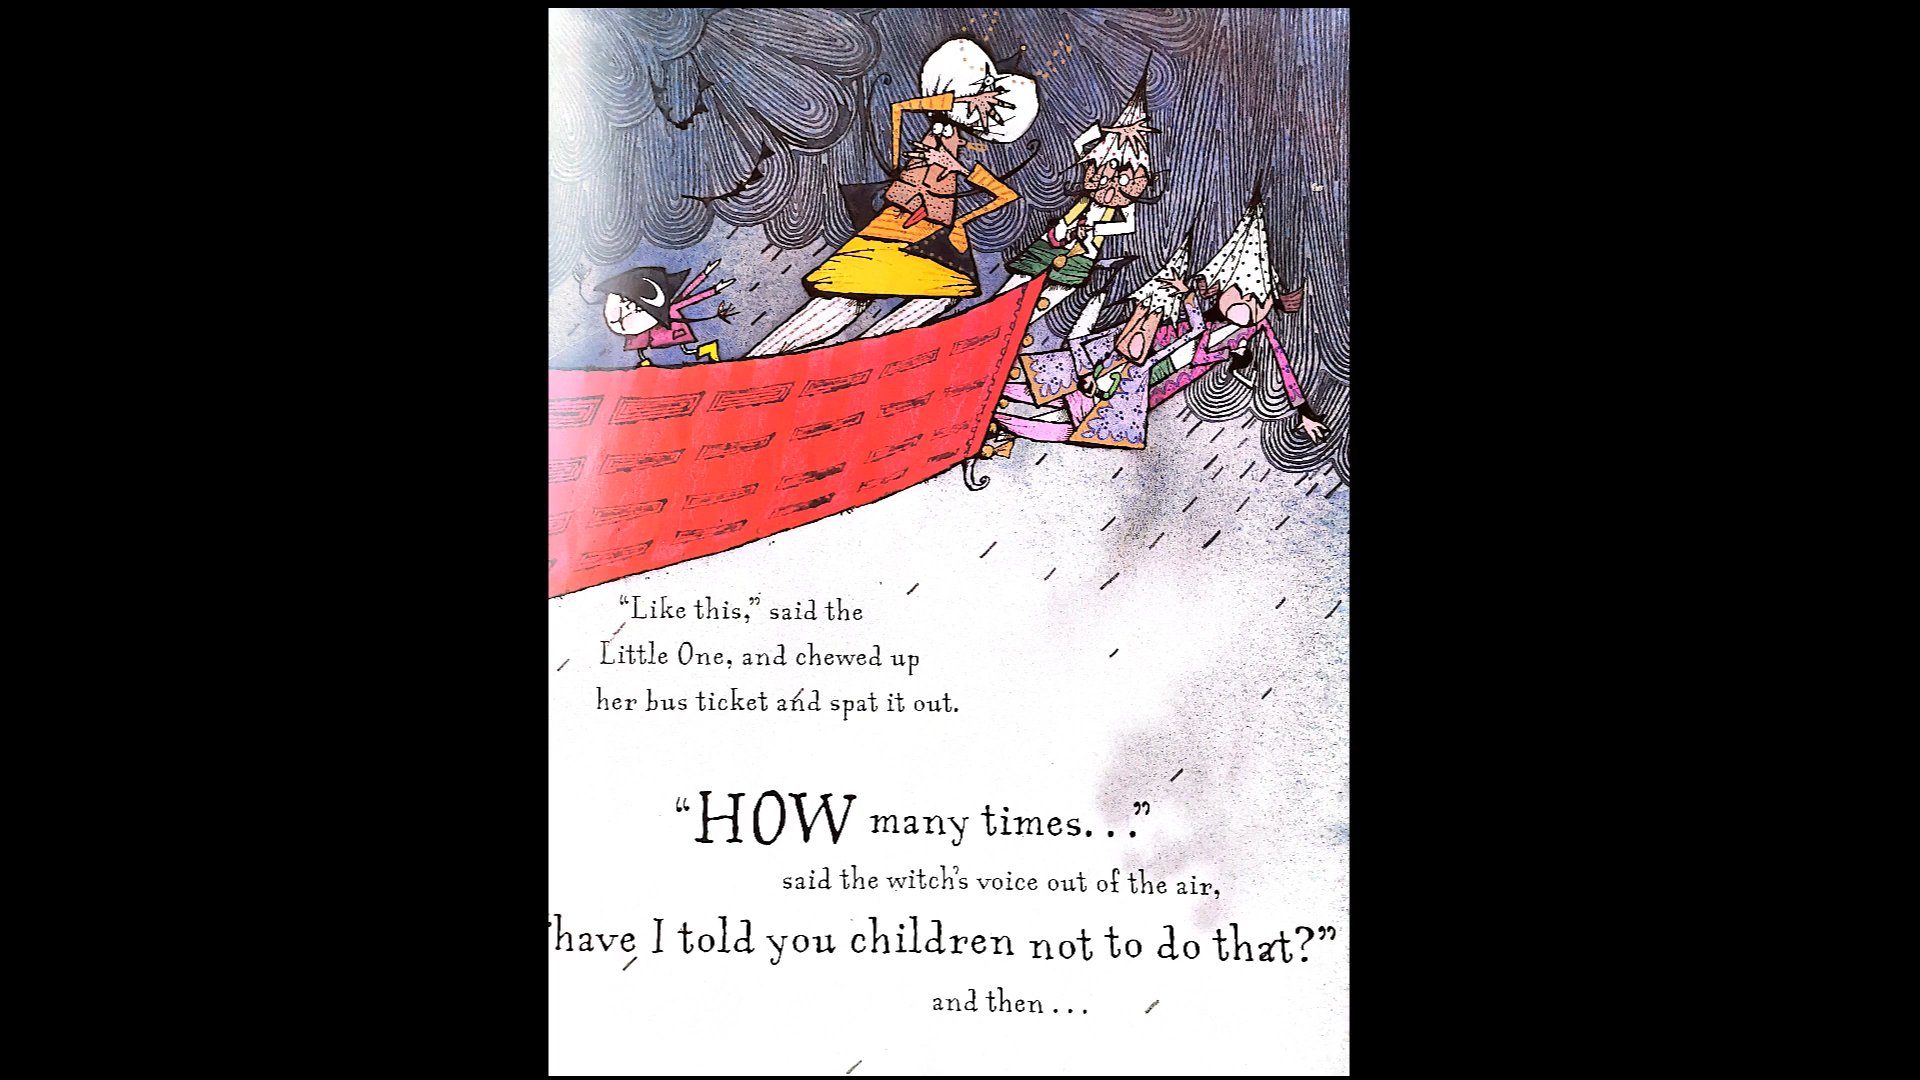 “Like this,” said the
Little One, and chewed up
her bus ticket and spat it out.
“HOW many times. . .”
said the witch’s voice out of the air,
“have I told you children not to do that?”
and then . . .